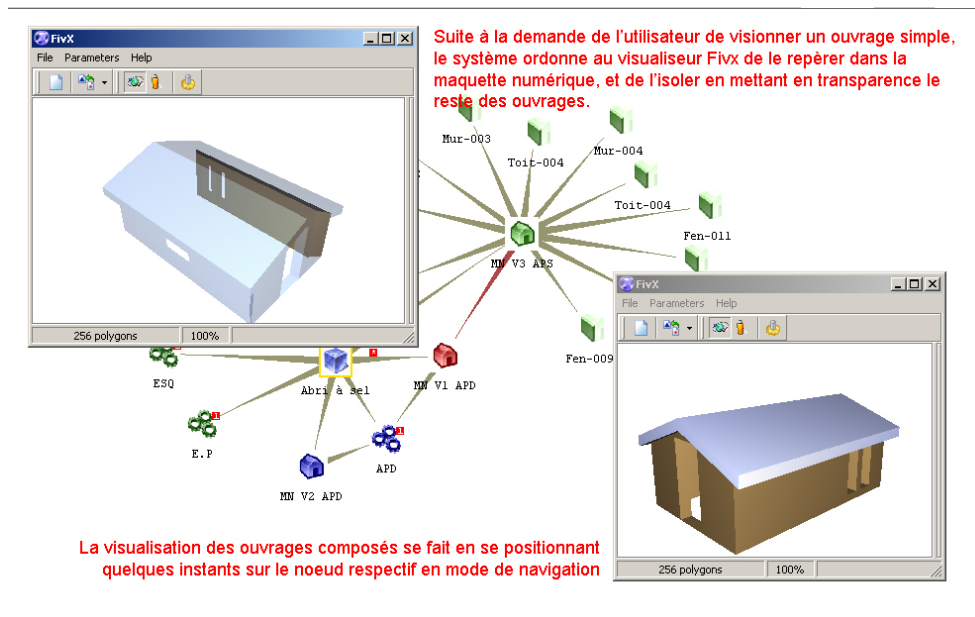 FivX
File Parameters Help
256 polygons 100%
Suite à la demande de l'utilisateur de visionner un ouvrage simple,
le système ordonne au visualiseur Fivx de le repèrer dans la
maquette numérique, et de l'isoler en mettant en transparence le
reste des ouvrages.
Mur-003
Toit-004
Mur-004
Toit-004
Fen-011
MN V3 APS
Fen-009
ESQ
Abri à sel
MN V1 APD
E.P
APD
MN V2 APD
FivX
File Parameters Help
256 polygons 100%
La visualisation des ouvrages composés se fait en se positionnant
quelques instants sur le noeud respectif en mode de navigation